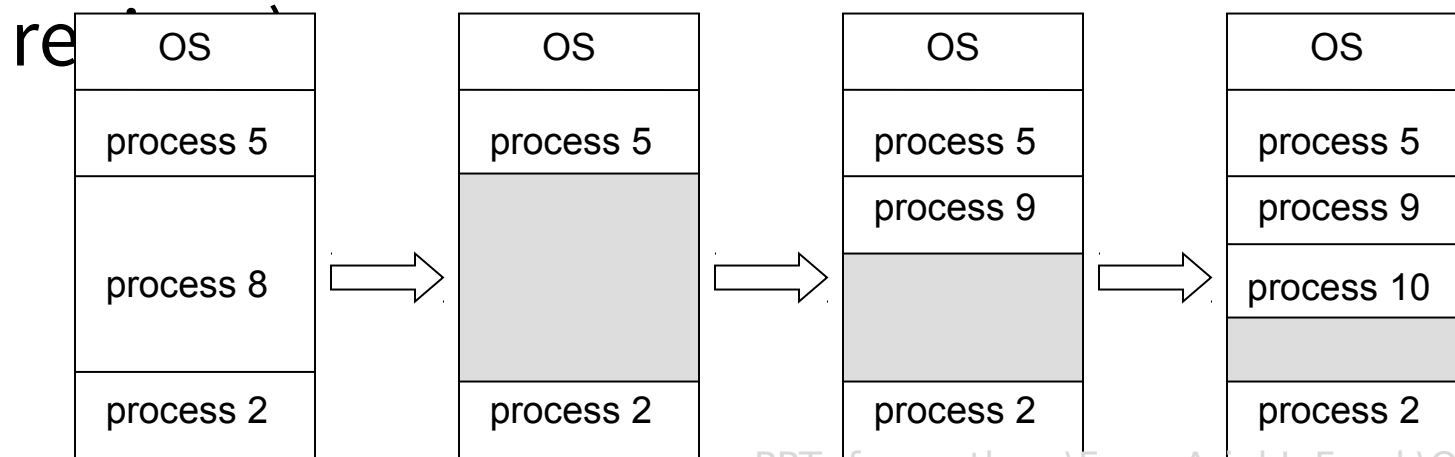 OS OS OS OS
process 5 process 5 process 5 process 5
process 9 process 9
process 8 process 10
process 2 process 2 process 2 process 2